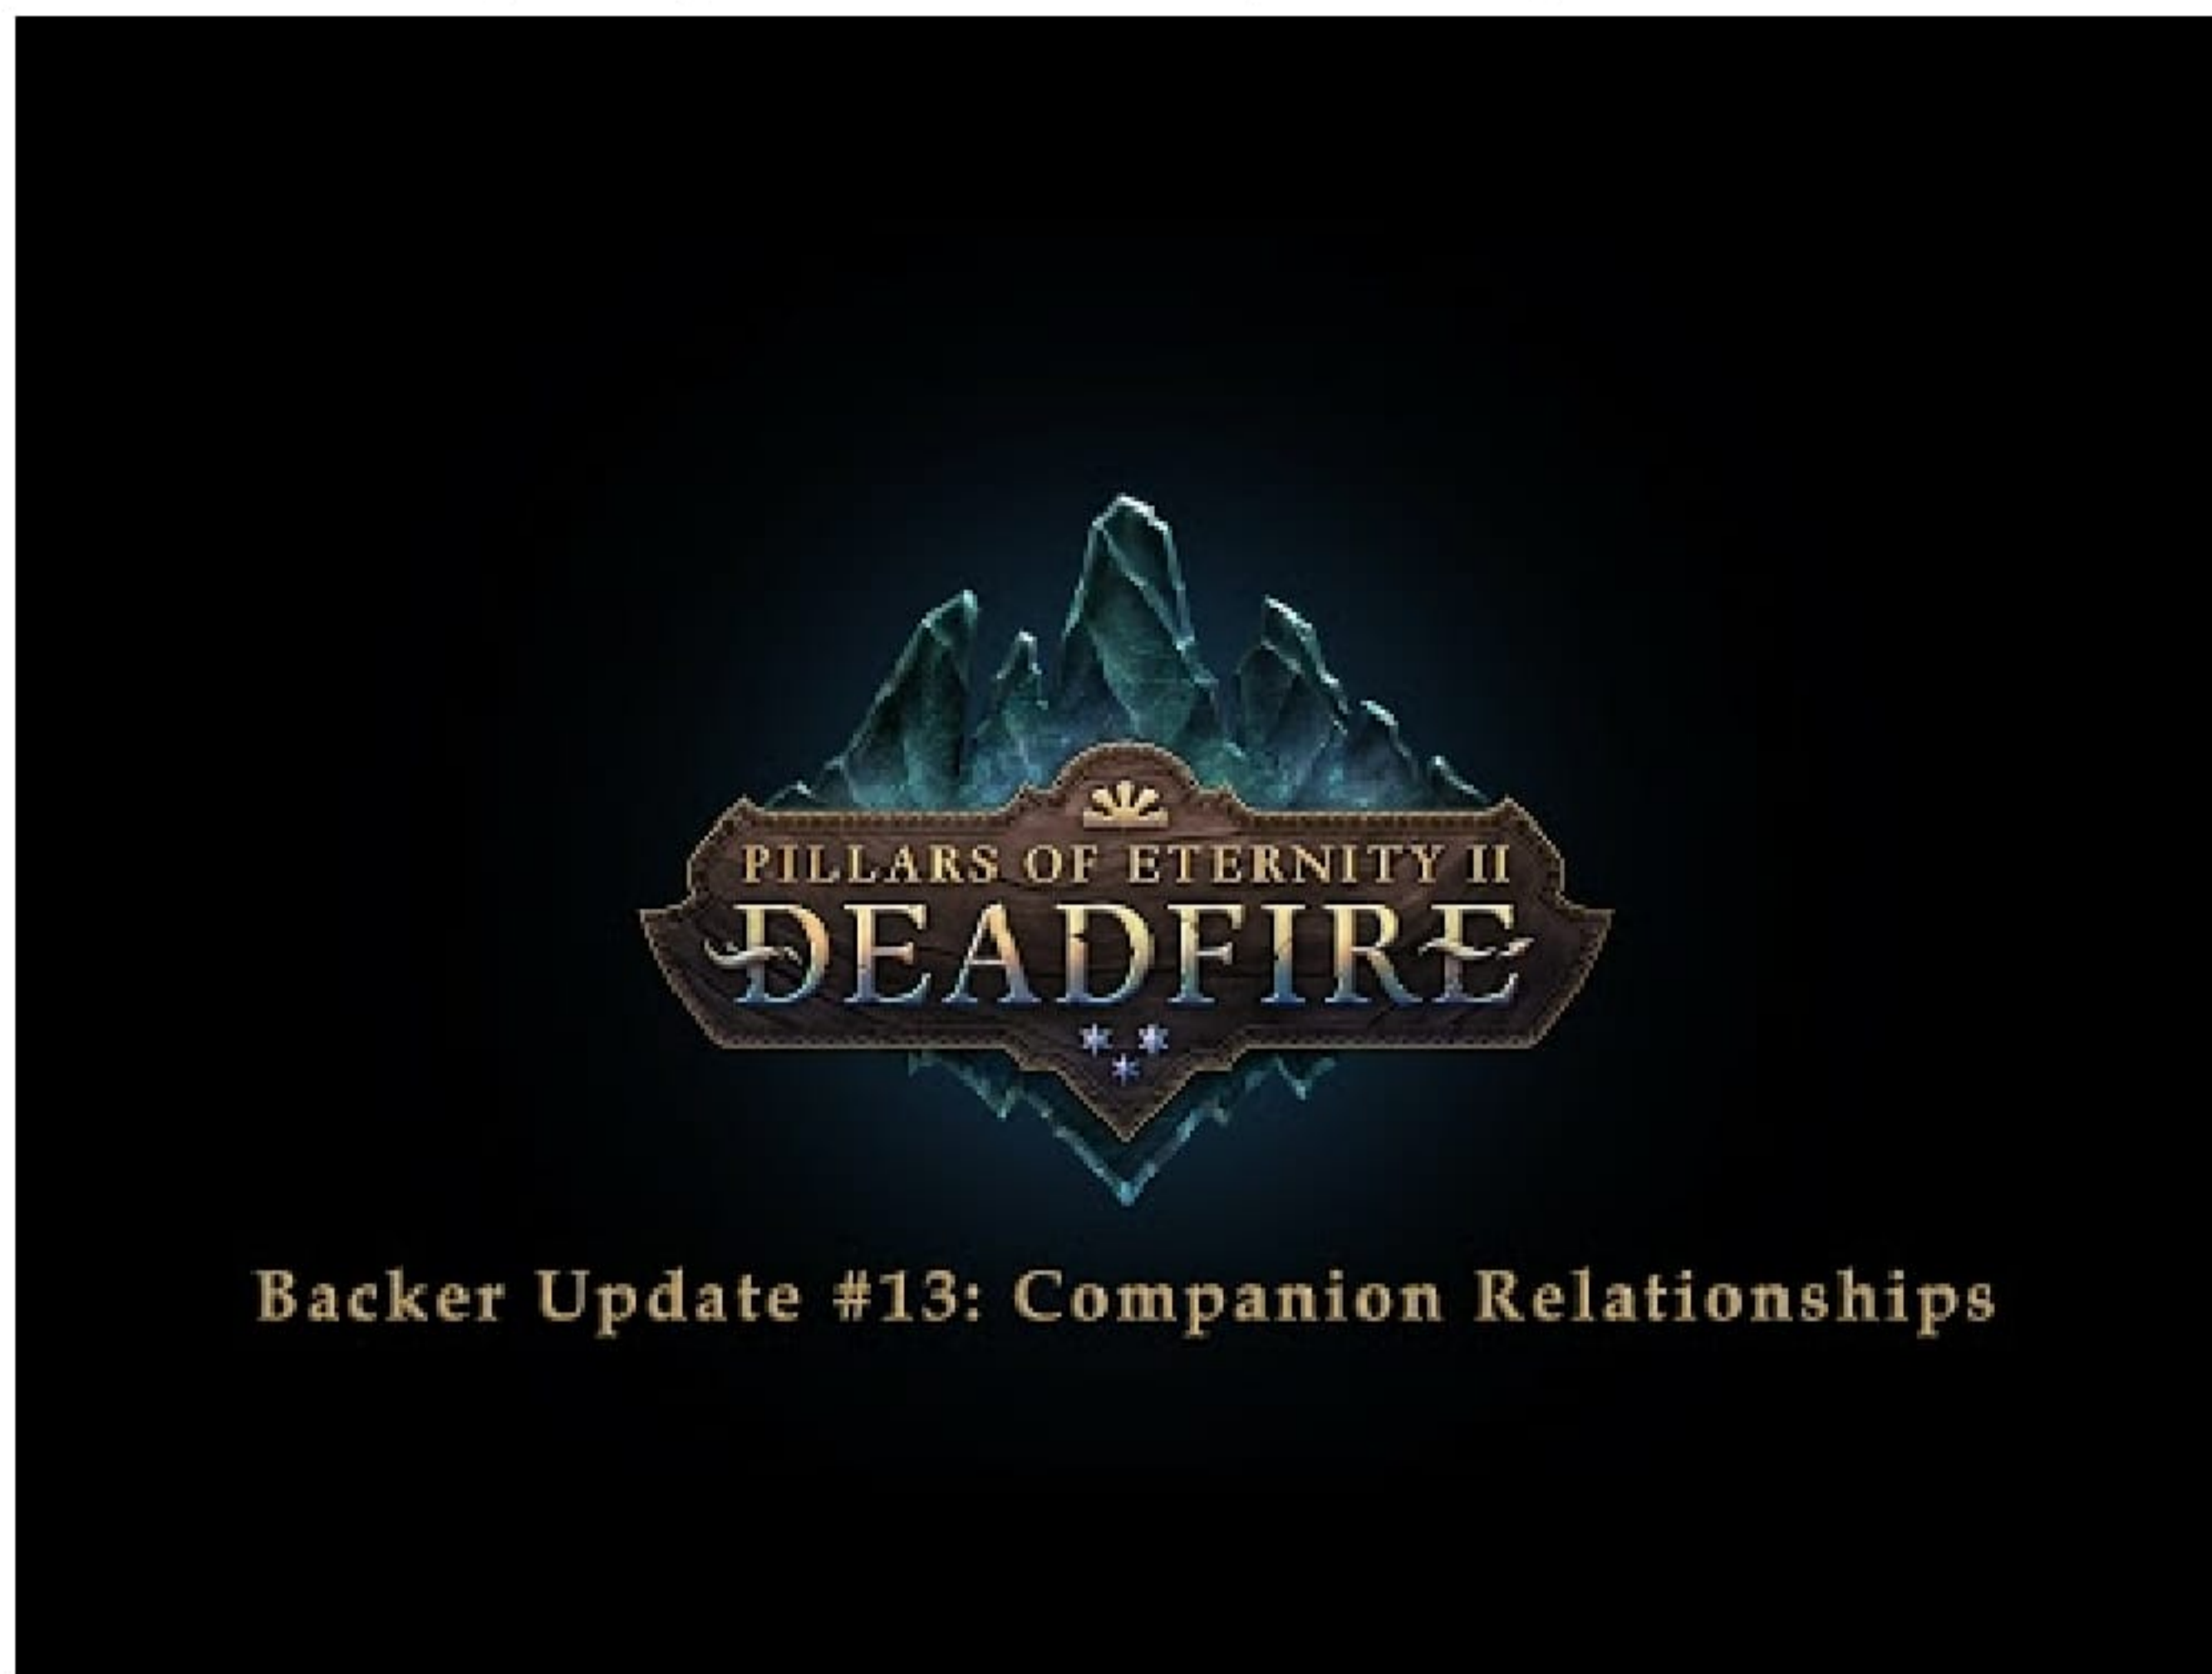 PILLARS OF ETERNITY II
DEADFIRE
Backer Update #13: Companion Relationships